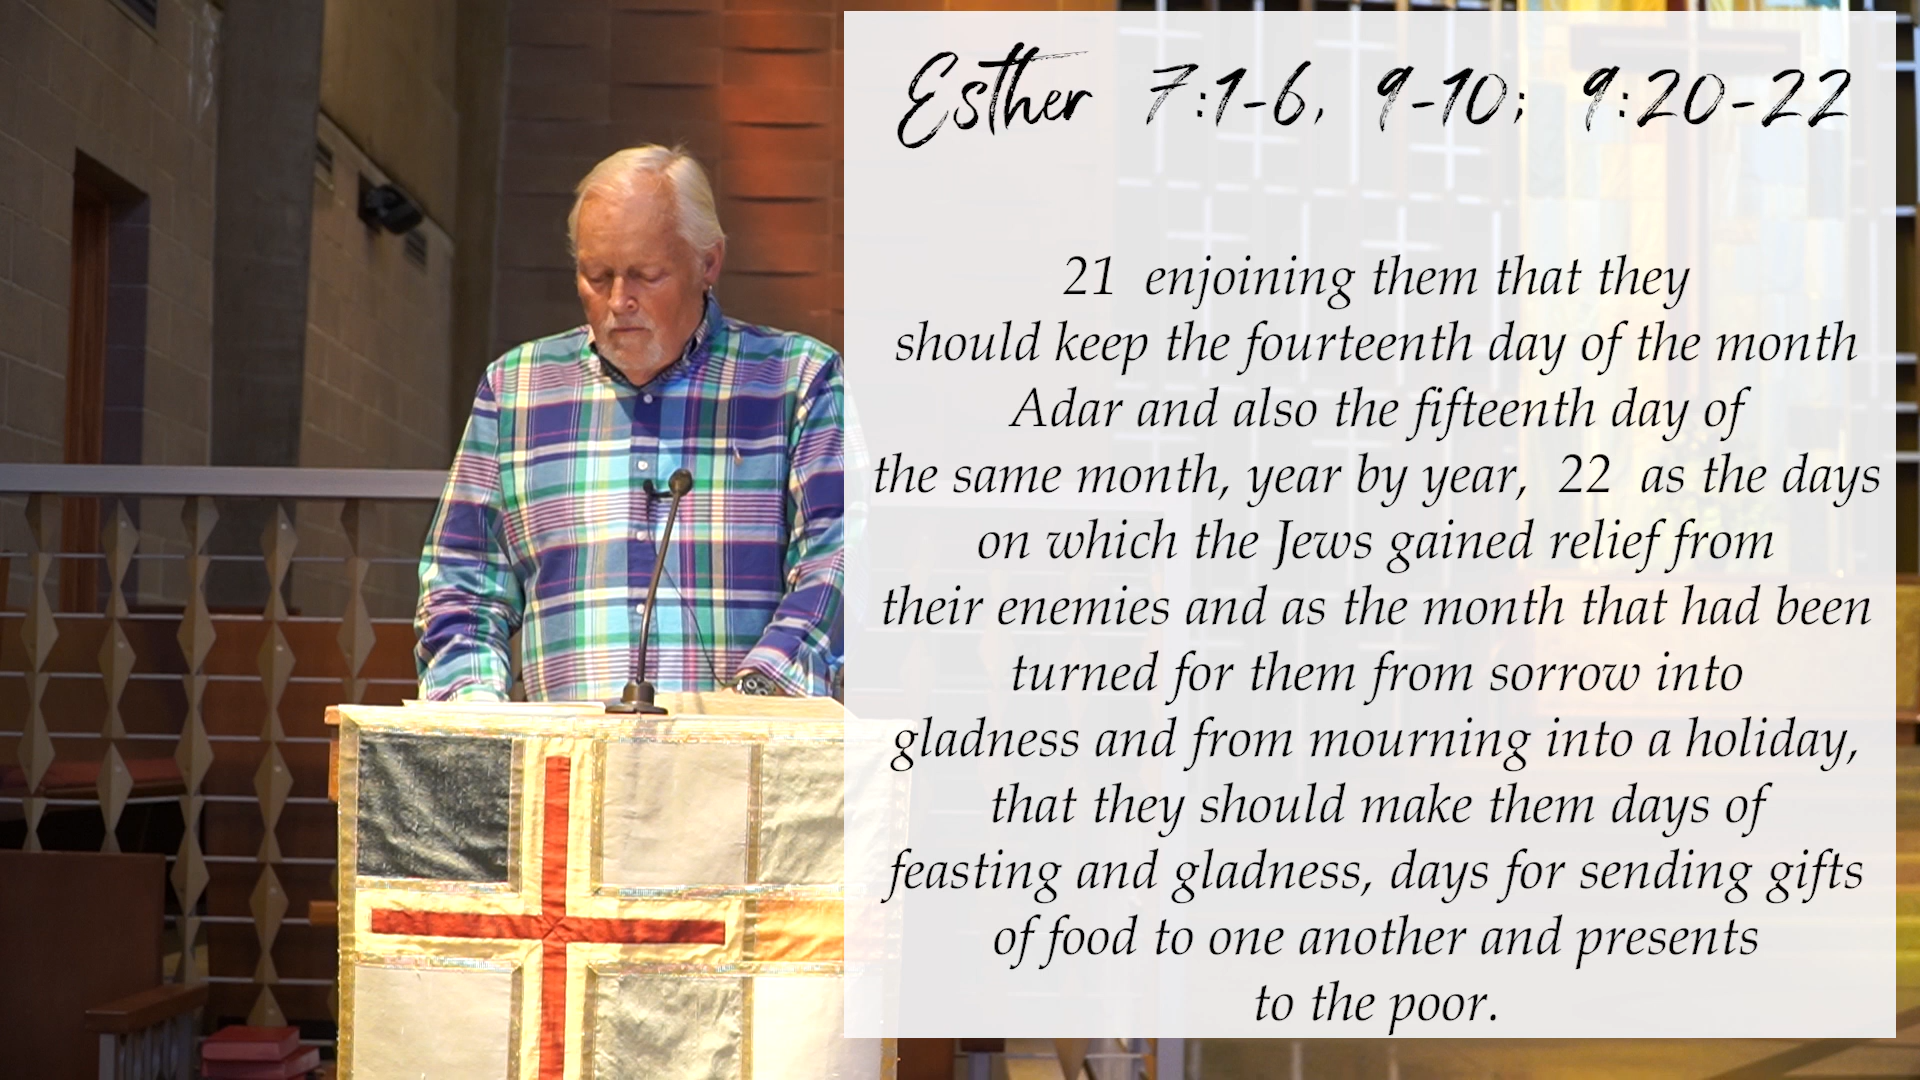 Esther 7:1-6, 9-10; 9:20-22
21 enjoining them that they
should keep the fourteenth day of the month
Adar and also the fifteenth day of
the same month, year by year, 22 as the days
on which the Jews gained relief from
their enemies and as the month that had been
turned for them from sorrow into
gladness and from mourning into a holiday,
that they should make them days of
feasting and gladness, days for sending gifts
of food to one another and presents
to the poor.